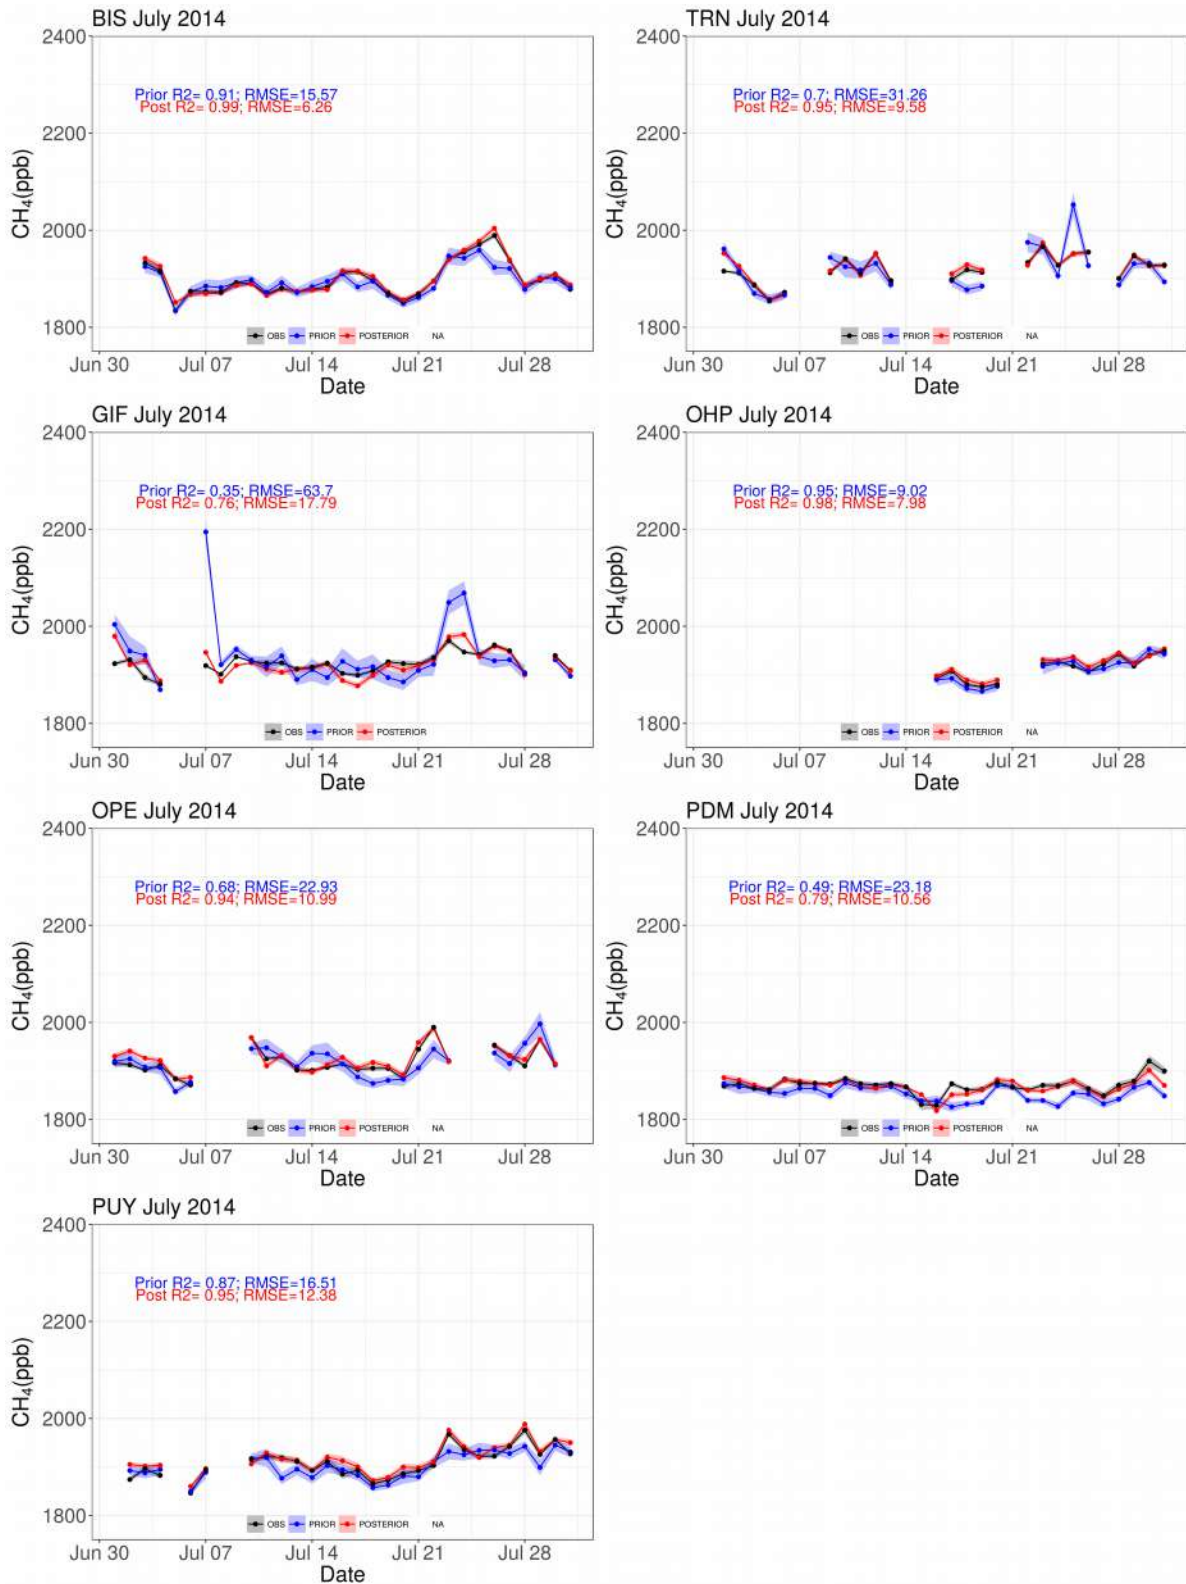 BIS July 2014
2400
2200
2000
1800
CH₄(ppb)
Prior R2= 0.91; RMSE=15.57
Post R2= 0.99; RMSE=6.26
OBS PRIOR POSTERIOR NA
Jun 30 Jul 07 Jul 14 Jul 21 Jul 28
Date
TRN July 2014
2400
2200
2000
1800
CH₄(ppb)
Prior R2= 0.7; RMSE=31.26
Post R2= 0.95; RMSE=9.58
OBS PRIOR POSTERIOR NA
Jun 30 Jul 07 Jul 14 Jul 21 Jul 28
Date
GIF July 2014
2400
2200
2000
1800
CH₄(ppb)
Prior R2= 0.35; RMSE=63.7
Post R2= 0.76; RMSE=17.79
OBS PRIOR POSTERIOR
Jun 30 Jul 07 Jul 14 Jul 21 Jul 28
Date
OHP July 2014
2400
2200
2000
1800
CH₄(ppb)
Prior R2= 0.95; RMSE=9.02
Post R2= 0.98; RMSE=7.98
OBS PRIOR POSTERIOR NA
Jun 30 Jul 07 Jul 14 Jul 21 Jul 28
Date
OPE July 2014
2400
2200
2000
1800
CH₄(ppb)
Prior R2= 0.68; RMSE=22.93
Post R2= 0.94; RMSE=10.99
OBS PRIOR POSTERIOR NA
Jun 30 Jul 07 Jul 14 Jul 21 Jul 28
Date
PDM July 2014
2400
2200
2000
1800
CH₄(ppb)
Prior R2= 0.49; RMSE=23.18
Post R2= 0.79; RMSE=10.56
OBS PRIOR POSTERIOR NA
Jun 30 Jul 07 Jul 14 Jul 21 Jul 28
Date
PUY July 2014
2400
2200
2000
1800
CH₄(ppb)
Prior R2= 0.87; RMSE=16.51
Post R2= 0.95; RMSE=12.38
OBS PRIOR POSTERIOR NA
Jun 30 Jul 07 Jul 14 Jul 21 Jul 28
Date